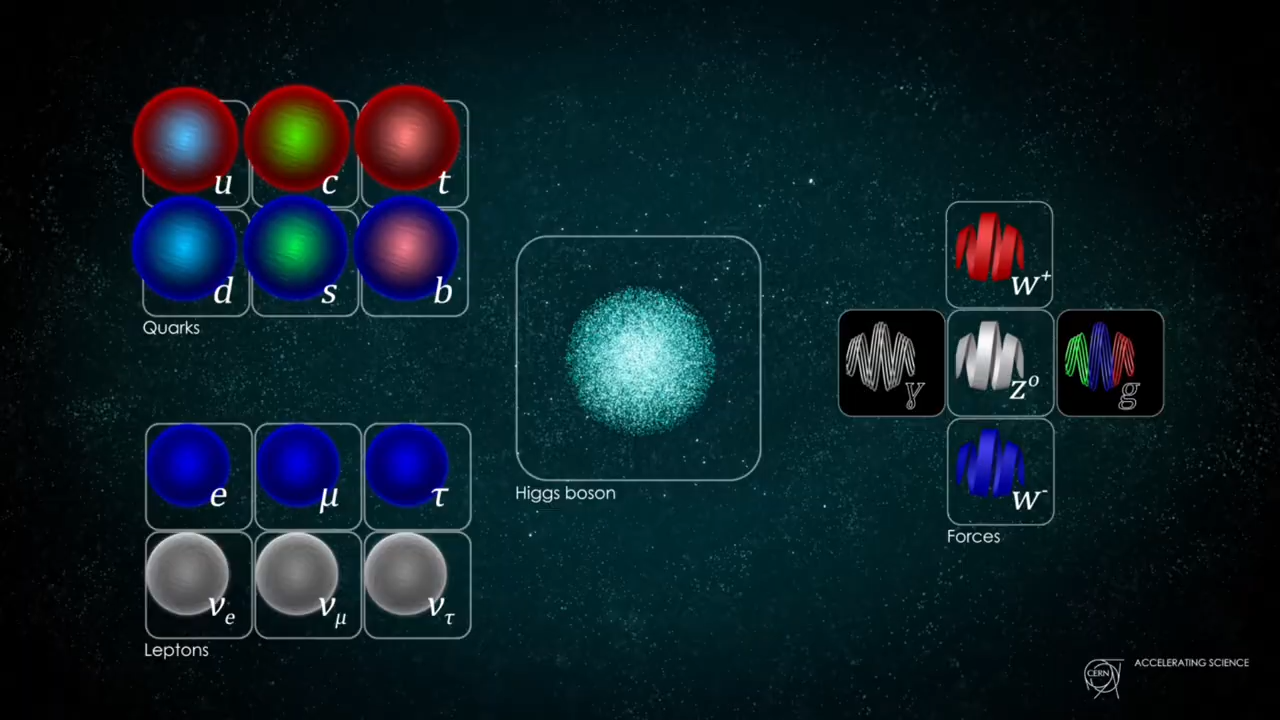 u c t
d s b
Quarks
e μ τ
νe νμ ντ
Leptons
Higgs boson
W⁺
γ Z⁰ g
W⁻
Forces
CERN
ACCELERATING SCIENCE